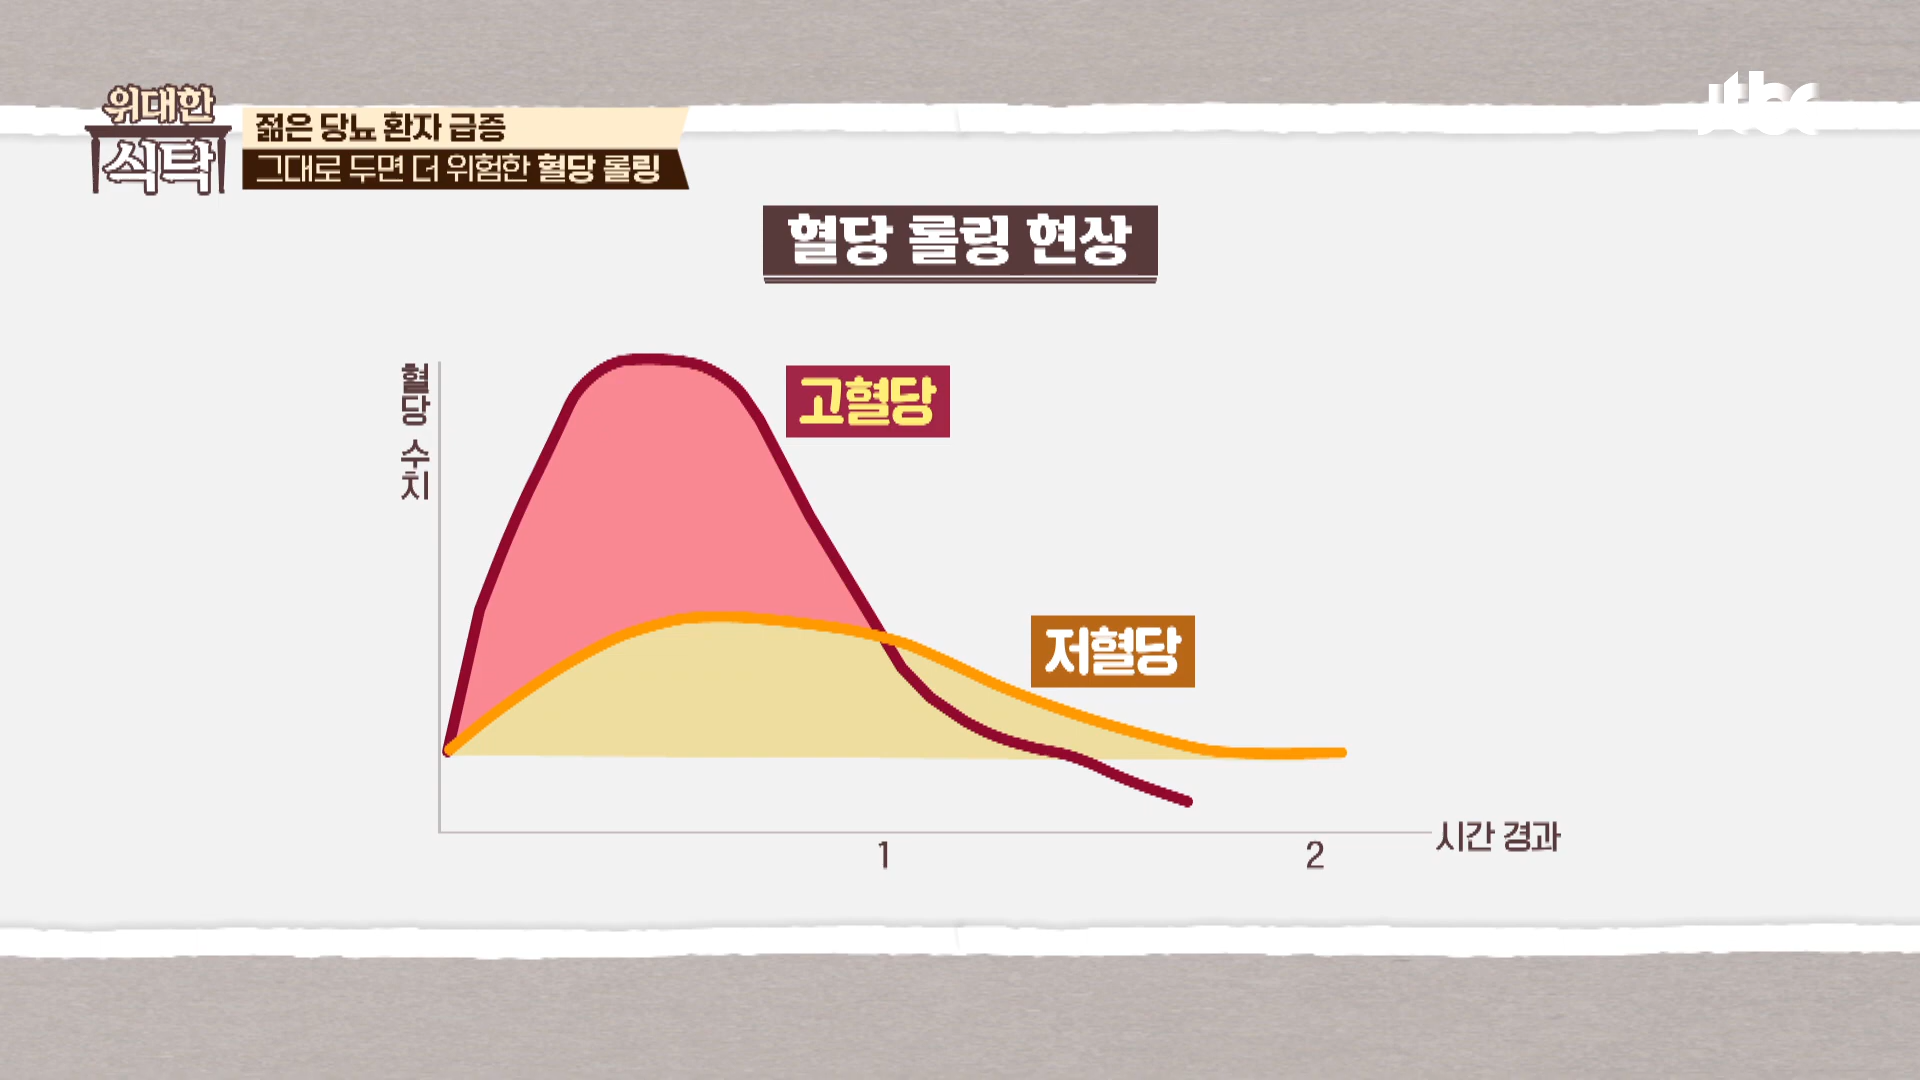 위대한
식탁
젊은 당뇨 환자 급증
그대로 두면 더 위험한 혈당 롤링
jtbc
혈당 롤링 현상
혈당 수치
고혈당
저혈당
1
2
시간 경과